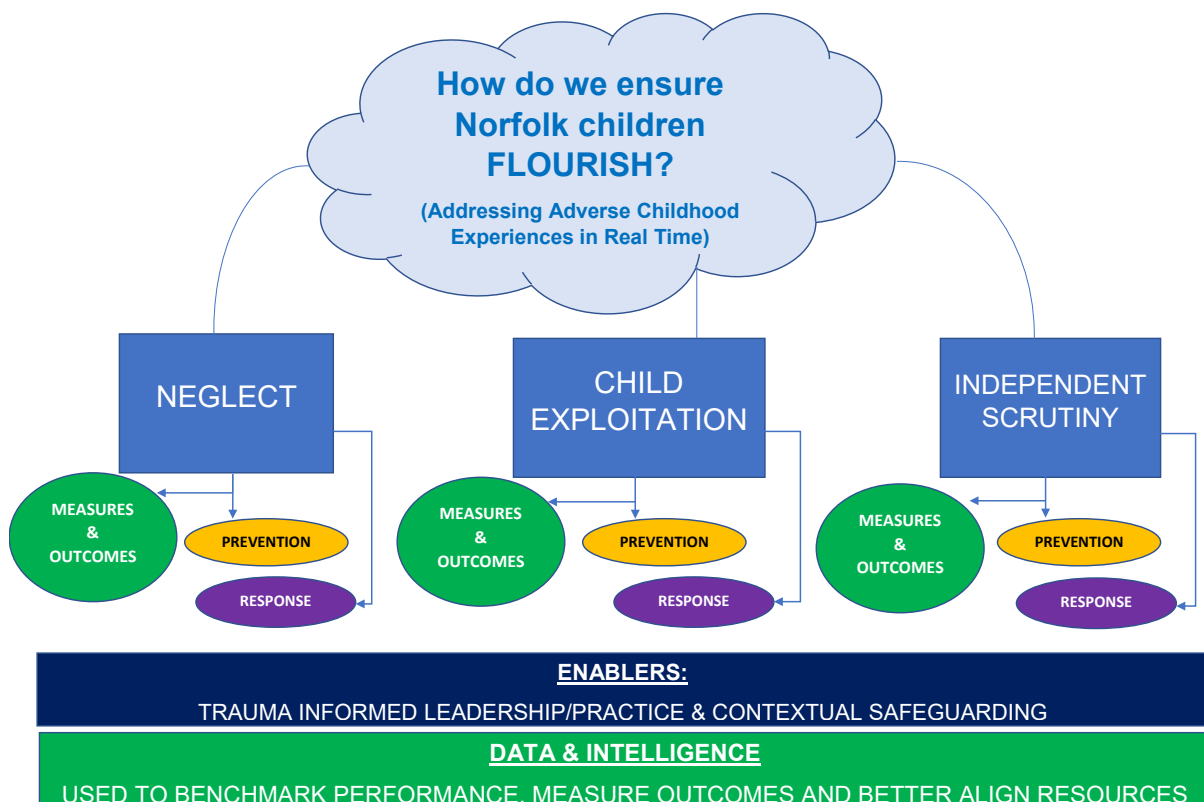 How do we ensure
Norfolk children
FLOURISH?
(Addressing Adverse Childhood
Experiences in Real Time)
NEGLECT
CHILD
EXPLOITATION
INDEPENDENT
SCRUTINY
MEASURES
&
OUTCOMES
PREVENTION
RESPONSE
MEASURES
&
OUTCOMES
PREVENTION
RESPONSE
MEASURES
&
OUTCOMES
PREVENTION
RESPONSE
ENABLERS:
TRAUMA INFORMED LEADERSHIP/PRACTICE & CONTEXTUAL SAFEGUARDING
DATA & INTELLIGENCE
USED TO BENCHMARK PERFORMANCE, MEASURE OUTCOMES AND BETTER ALIGN RESOURCES